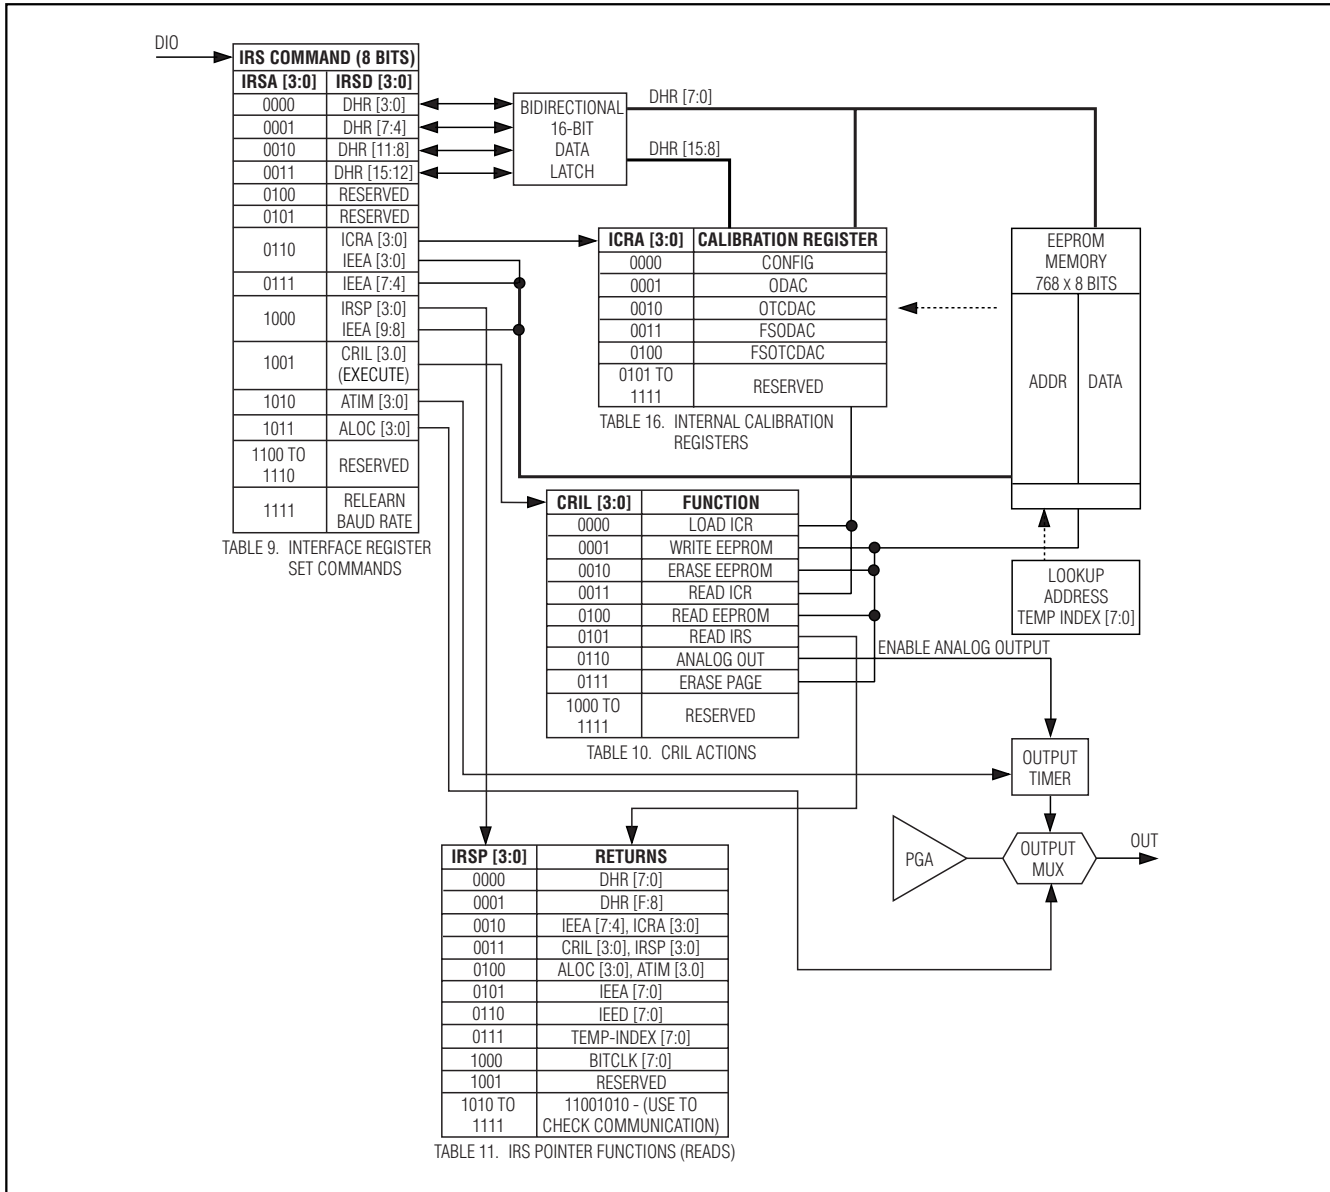 DIO
IRS COMMAND (8 BITS)
IRSA [3:0] IRSD [3:0]
0000 DHR [3:0]
0001 DHR [7:4]
0010 DHR [11:8]
0011 DHR [15:12]
0100 RESERVED
0101 RESERVED
0110 ICRA [3:0]
IEEA [3:0]
0111 IEEA [7:4]
1000 IRSP [3:0]
IEEA [9:8]
1001 CRIL [3.0]
(EXECUTE)
1010 ATIM [3:0]
1011 ALOC [3:0]
1100 TO
1110 RESERVED
1111 RELEARN
BAUD RATE
TABLE 9. INTERFACE REGISTER
SET COMMANDS
BIDIRECTIONAL
16-BIT
DATA
LATCH
DHR [7:0]
DHR [15:8]
ICRA [3:0] CALIBRATION REGISTER
0000 CONFIG
0001 ODAC
0010 OTCDAC
0011 FSODAC
0100 FSOTCDAC
0101 TO
1111 RESERVED
TABLE 16. INTERNAL CALIBRATION
REGISTERS
EEPROM
MEMORY
768 x 8 BITS
ADDR DATA
LOOKUP
ADDRESS
TEMP INDEX [7:0]
CRIL [3:0] FUNCTION
0000 LOAD ICR
0001 WRITE EEPROM
0010 ERASE EEPROM
0011 READ ICR
0100 READ EEPROM
0101 READ IRS
0110 ANALOG OUT
0111 ERASE PAGE
1000 TO
1111 RESERVED
TABLE 10. CRIL ACTIONS
ENABLE ANALOG OUTPUT
OUTPUT
TIMER
PGA
OUTPUT
MUX
OUT
IRSP [3:0] RETURNS
0000 DHR [7:0]
0001 DHR [F:8]
0010 IEEA [7:4], ICRA [3:0]
0011 CRIL [3:0], IRSP [3:0]
0100 ALOC [3:0], ATIM [3.0]
0101 IEEA [7:0]
0110 IEED [7:0]
0111 TEMP-INDEX [7:0]
1000 BITCLK [7:0]
1001 RESERVED
1010 TO 11001010 - (USE TO
1111 CHECK COMMUNICATION)
TABLE 11. IRS POINTER FUNCTIONS (READS)